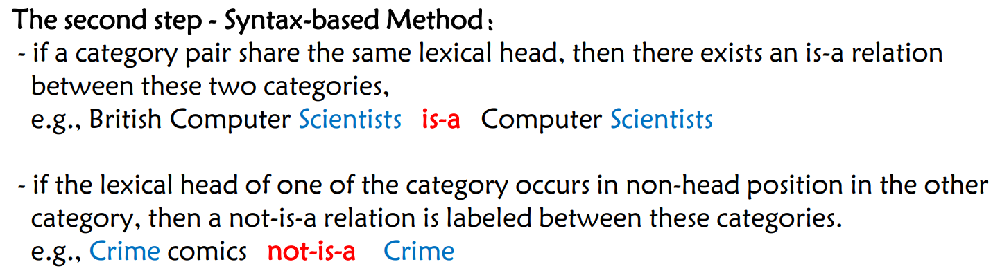 The second step - Syntax-based Method：
- if a category pair share the same lexical head, then there exists an is-a relation
between these two categories,
e.g., British Computer Scientists is-a Computer Scientists
- if the lexical head of one of the category occurs in non-head position in the other
category, then a not-is-a relation is labeled between these categories.
e.g., Crime comics not-is-a Crime